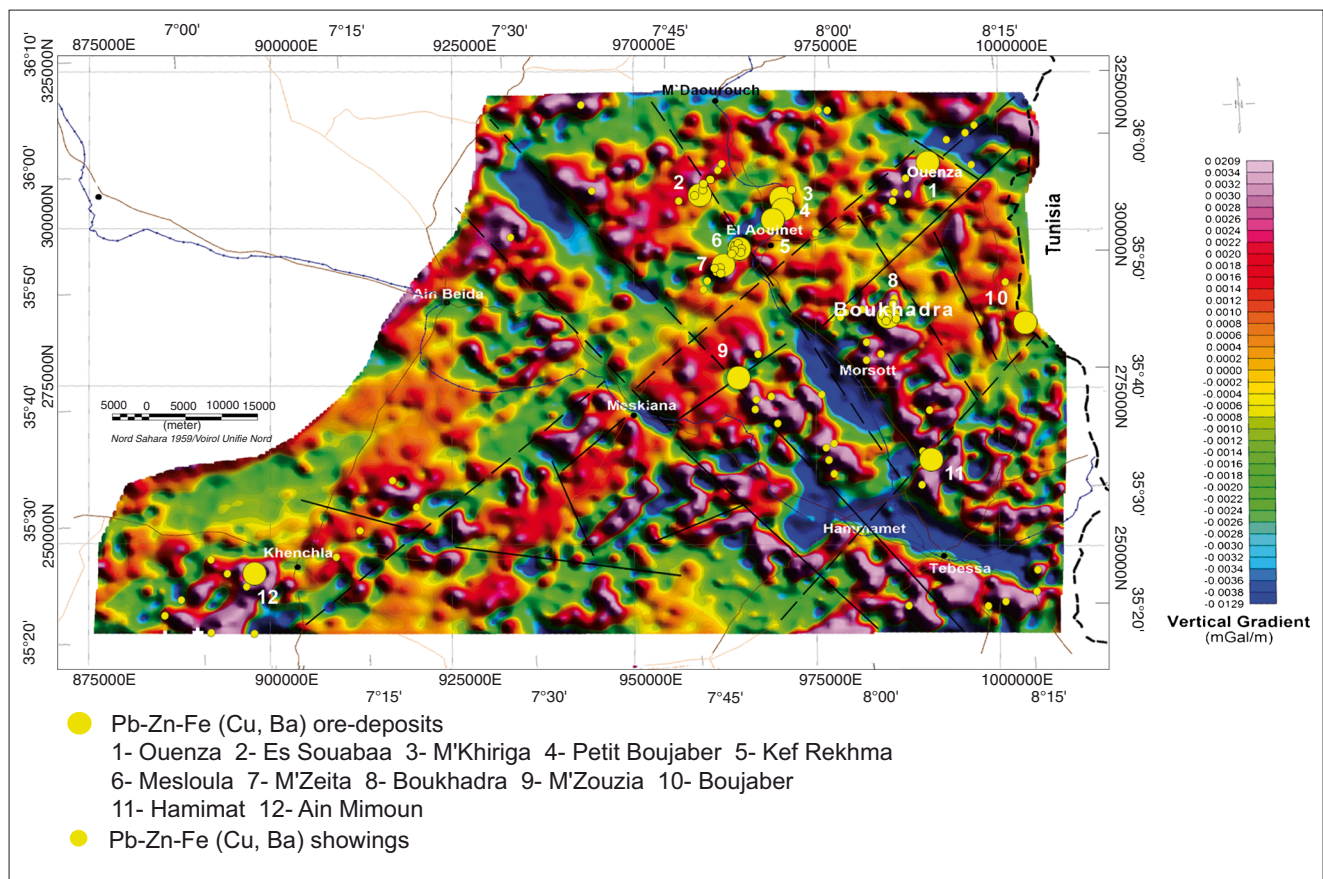 7°00' 7°15' 7°30' 7°45' 8°00' 8°15'
875000E 900000E 925000E 970000E 975000E 1000000E
36°10'
3250000N
36°00'
3000000N
35°50'
35°40'
2750000N
35°30'
2500000N
35°20'
3250000N
36°00'
3000000N
35°50'
35°40'
275000N
35°00'
250000N
35°20'
M`Daourouch
Ouenza
1
2
3
4
El Aouinet
5
6
7
Tunisia
Ain Beida
8
Boukhadra
10
9
Morsott
Meskiana
5000 0 5000 10000 15000
(meter)
Nord Sahara 1959/Voirol Unifie Nord
11
Hammamet
Khenchla
Tebessa
12
N
0 0209
0 0034
0 0032
0 0030
0 0028
0 0024
0 0022
0 0020
0 0018
0 0016
0 0014
0 0010
0 0008
0 0006
0 0004
0 0002
0 0000
-0 0002
-0 0004
-0 0006
-0 0008
-0 0010
-0 0012
-0 0014
-0 0016
-0 0018
-0 0020
-0 0022
-0 0024
-0 0026
-0 0028
-0 0030
-0 0032
-0 0034
-0 0036
-0 0038
-0 0129
Vertical Gradient
(mGal/m)
875000E 900000E 925000E 950000E 975000E 1000000E
7°15' 7°30' 7°45' 8°00' 8°15'
Pb-Zn-Fe (Cu, Ba) ore-deposits
1- Ouenza 2- Es Souabaa 3- M'Khiriga 4- Petit Boujaber 5- Kef Rekhma
6- Mesloula 7- M'Zeita 8- Boukhadra 9- M'Zouzia 10- Boujaber
11- Hamimat 12- Ain Mimoun
Pb-Zn-Fe (Cu, Ba) showings